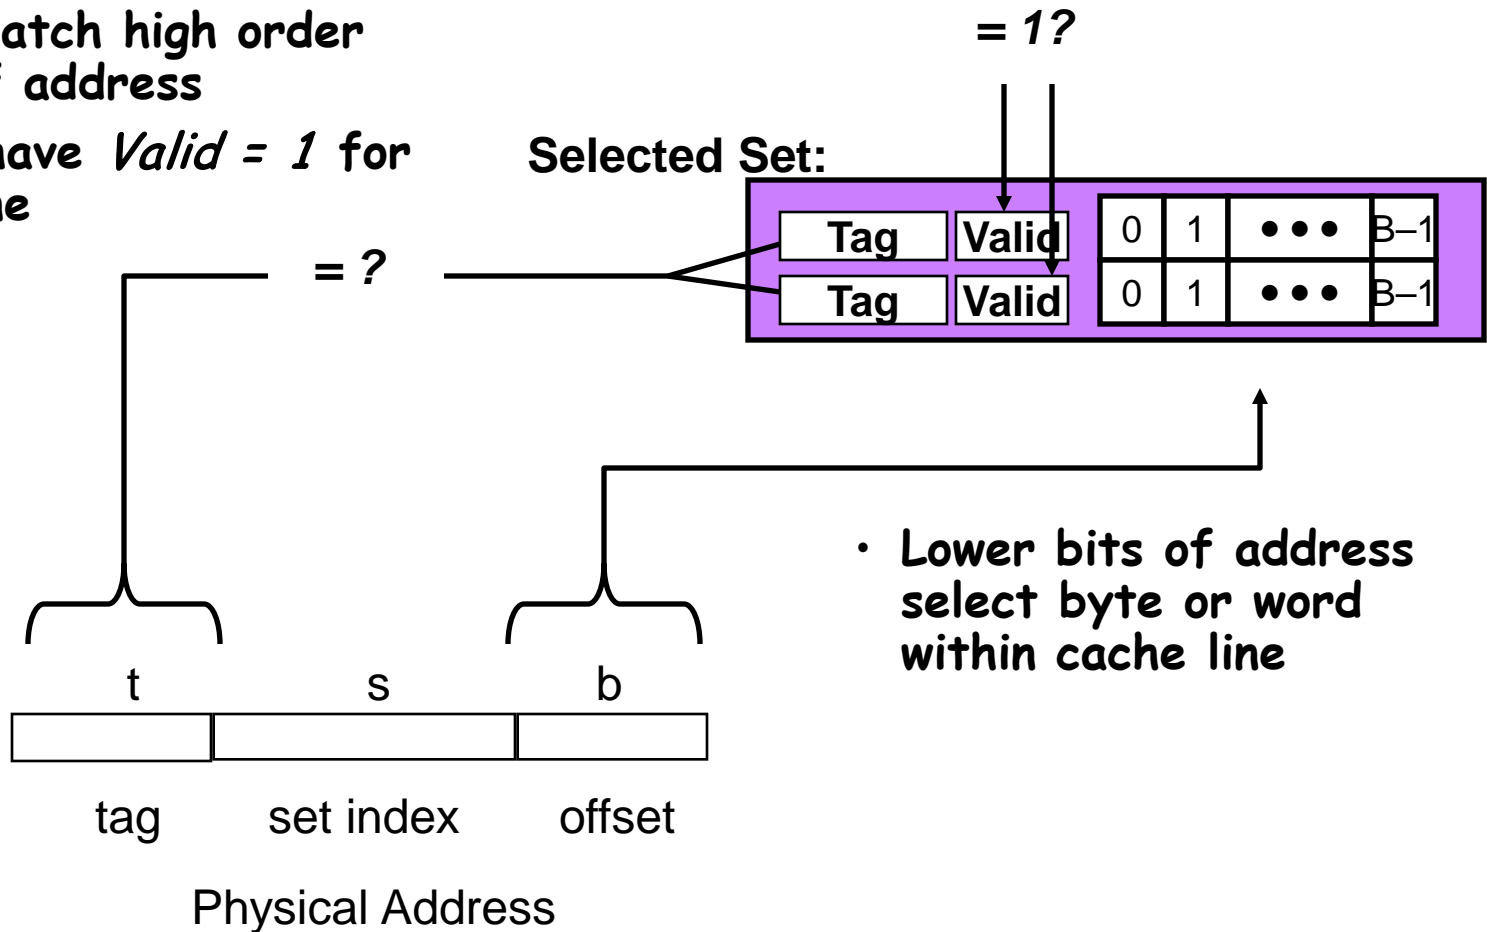 atch high order
address
have Valid = 1 for
= 1?
Selected Set:
Tag Valid 0 1 ••• B–1
Tag Valid 0 1 ••• B–1
= ?
• Lower bits of address
select byte or word
within cache line
t s b
tag set index offset
Physical Address